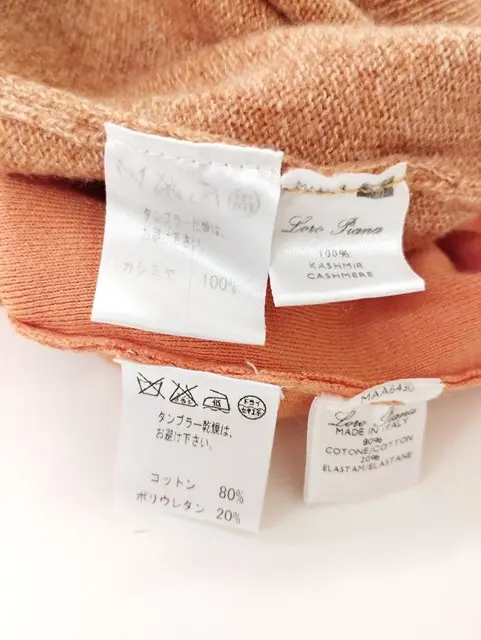 タンブラー乾燥は、
お避け下さい。
カシミヤ 100%
Loro Piana
100%
KASHMIR
CASHMERE
タンブラー乾燥は、
お避け下さい。
コットン 80%
ポリウレタン 20%
MAA6430
Loro Piana
MADE IN ITALY
80%
COTONE/COTTON
20%
ELASTAM/ELASTANE